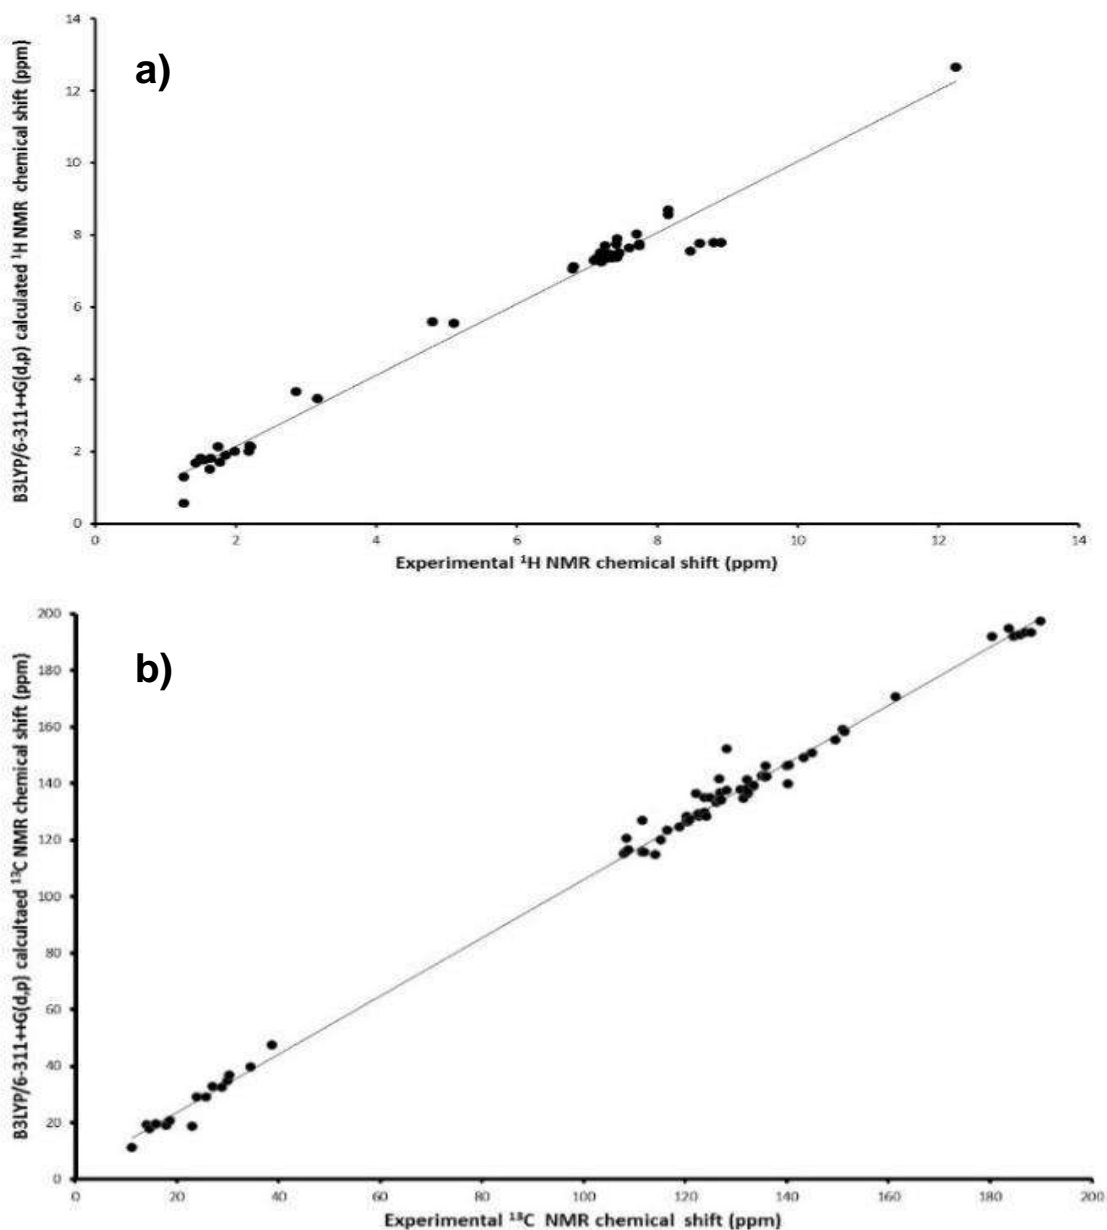 a)
B3LYP/6-311++G(d,p) calculated ¹H NMR chemical shift (ppm)
14
12
10
8
6
4
2
0
0 2 4 6 8 10 12 14
Experimental ¹H NMR chemical shift (ppm)
b)
B3LYP/6-311++G(d,p) calcultaed ¹³C NMR chemical shift (ppm)
200
180
160
140
120
100
80
60
40
20
0
0 20 40 60 80 100 120 140 160 180 200
Experimental ¹³C NMR chemical shift (ppm)